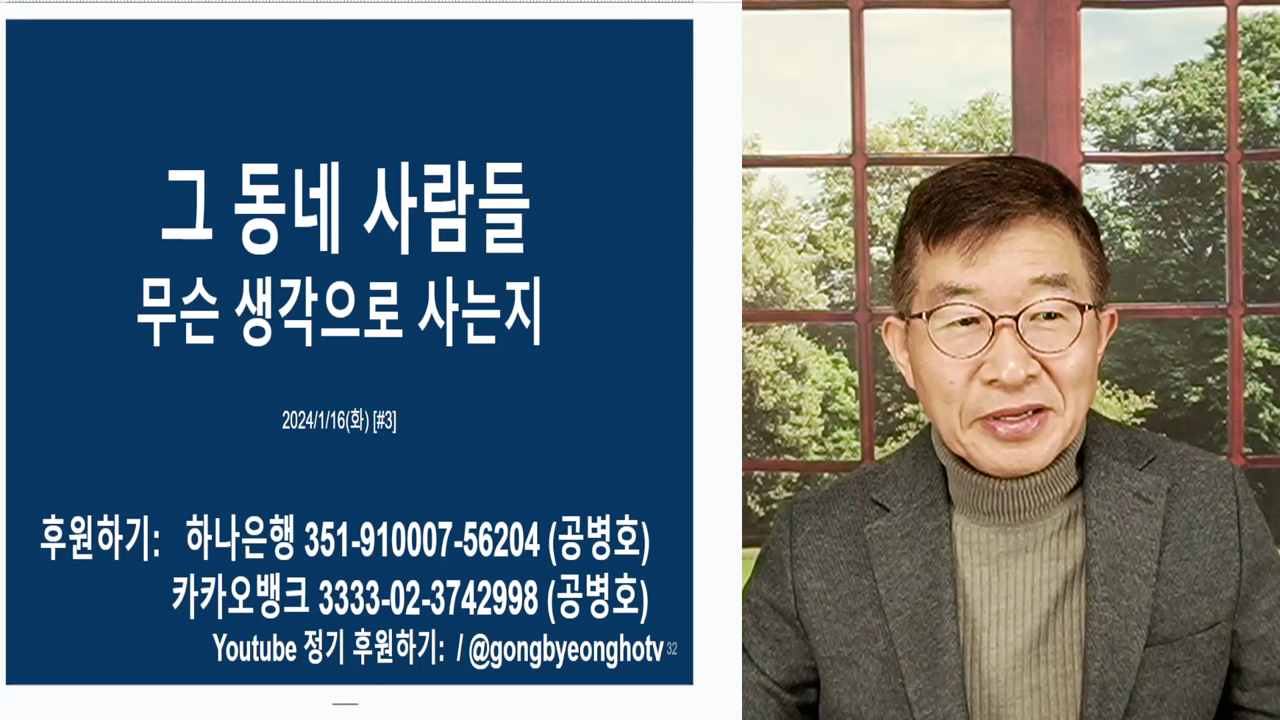 그 동네 사람들
무슨 생각으로 사는지
2024/1/16(화) [#3]
후원하기: 하나은행 351-910007-56204 (공병호)
카카오뱅크 3333-02-3742998 (공병호)
Youtube 정기 후원하기: / @gongbyeonghotv
32